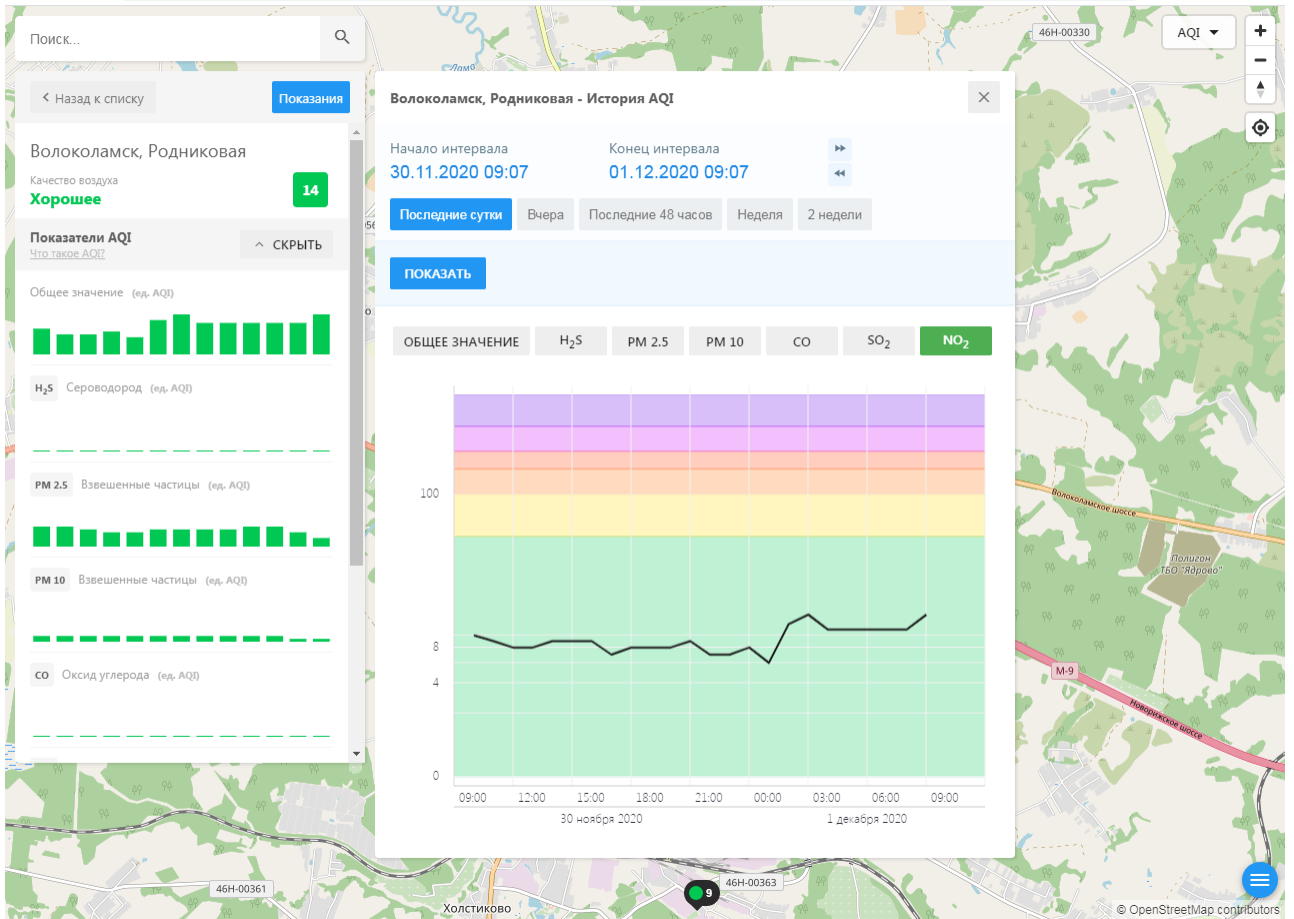 Поиск...
46Н-00330
AQI
Ламо
Назад к списку
Показания
Волоколамск, Родниковая
Качество воздуха
Хорошее
14
Показатели AQI
Что такое AQI?
СКРЫТЬ
Общее значение (ед. AQI)
H2S Сероводород (ед. AQI)
PM 2.5 Взвешенные частицы (ед. AQI)
PM 10 Взвешенные частицы (ед. AQI)
CO Оксид углерода (ед. AQI)
Волоколамск, Родниковая - История AQI
Начало интервала
30.11.2020 09:07
Конец интервала
01.12.2020 09:07
Последние сутки
Вчера
Последние 48 часов
Неделя
2 недели
ПОКАЗАТЬ
ОБЩЕЕ ЗНАЧЕНИЕ
H2S
PM 2.5
PM 10
CO
SO2
NO2
100
8
4
0
09:00 12:00 15:00 18:00 21:00 00:00 03:00 06:00 09:00
30 ноября 2020 1 декабря 2020
Волоколамское шоссе
Полигон
ТБО "Ядрово"
М-9
Новорижское шоссе
46Н-00361
9
46Н-00363
Холстиково
© OpenStreetMap contributors